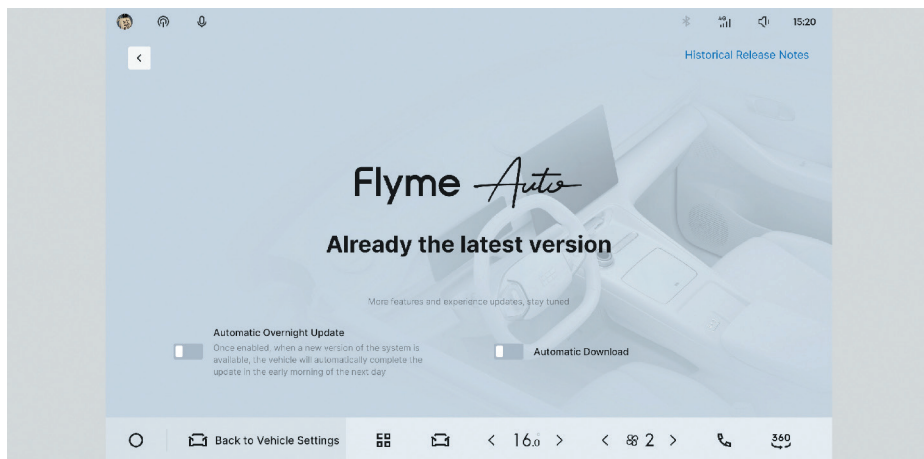 4G
15:20
Historical Release Notes
Flyme Auto
Already the latest version
More features and experience updates, stay tuned
Automatic Overnight Update
Once enabled, when a new version of the system is
available, the vehicle will automatically complete the
update in the early morning of the next day
Automatic Download
Back to Vehicle Settings
16.0
2
360